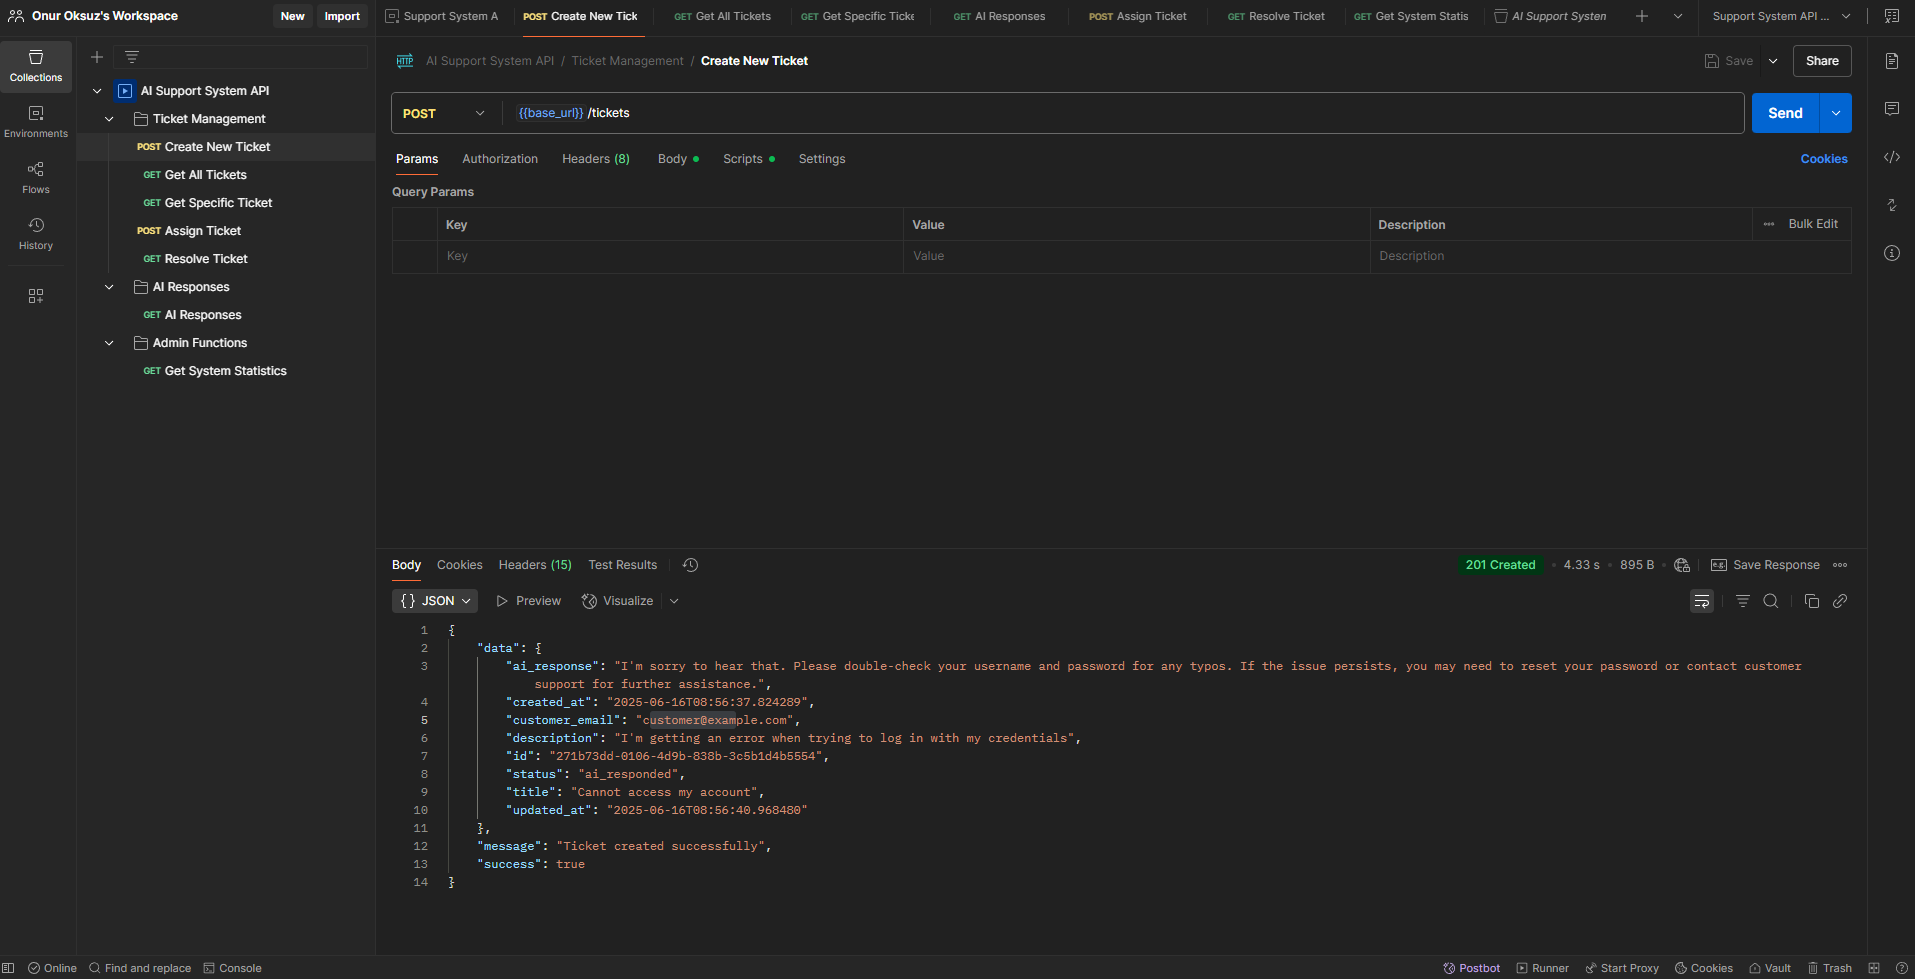 Onur Oksuz's Workspace
New
Import
Support System A
POST Create New Tick
GET Get All Tickets
GET Get Specific Ticke
GET AI Responses
POST Assign Ticket
GET Resolve Ticket
GET Get System Statis
AI Support System
Support System API ...
Collections
Environments
Flows
History
AI Support System API
Ticket Management
POST Create New Ticket
GET Get All Tickets
GET Get Specific Ticket
POST Assign Ticket
GET Resolve Ticket
AI Responses
GET AI Responses
Admin Functions
GET Get System Statistics
HTTP AI Support System API / Ticket Management / Create New Ticket
Save
Share
POST
{{base_url}} /tickets
Send
Params
Authorization
Headers (8)
Body
Scripts
Settings
Cookies
Query Params
Key
Value
Description
Bulk Edit
Key
Value
Description
Body
Cookies
Headers (15)
Test Results
201 Created
4.33 s
895 B
e.g. Save Response
{} JSON
Preview
Visualize
1 {
2 "data": {
3 "ai_response": "I'm sorry to hear that. Please double-check your username and password for any typos. If the issue persists, you may need to reset your password or contact customer
support for further assistance.",
4 "created_at": "2025-06-16T08:56:37.824289",
5 "customer_email": "customer@example.com",
6 "description": "I'm getting an error when trying to log in with my credentials",
7 "id": "271b73dd-0106-4d9b-838b-3c5b1d4b5554",
8 "status": "ai_responded",
9 "title": "Cannot access my account",
10 "updated_at": "2025-06-16T08:56:40.968480"
11 },
12 "message": "Ticket created successfully",
13 "success": true
14 }
Online
Find and replace
Console
Postbot
Runner
Start Proxy
Cookies
Vault
Trash